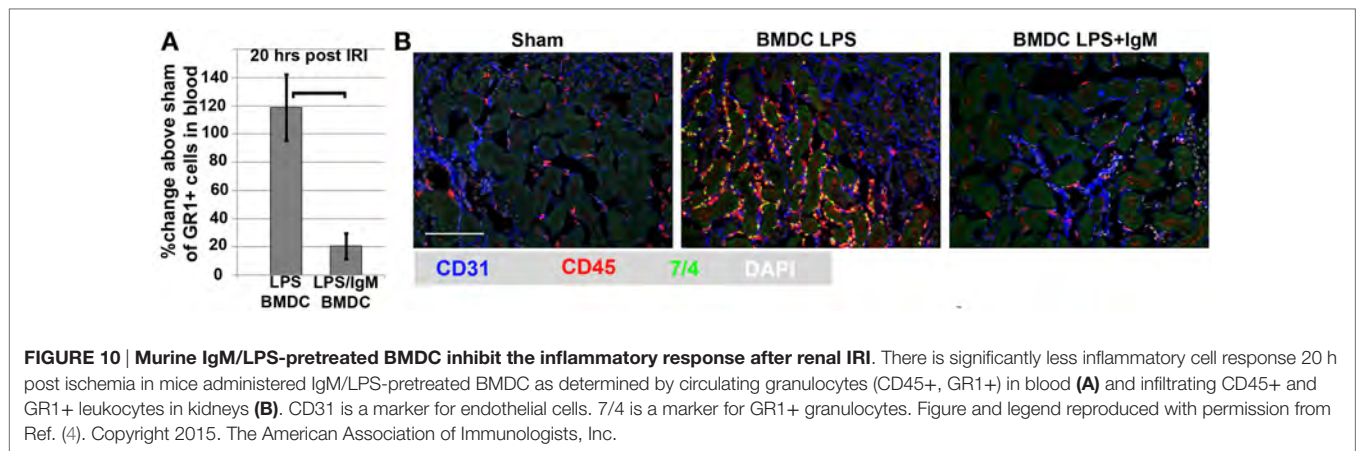 A
B
20 hrs post IRI
%change above sham
of GR1+ cells in blood
140
120
100
80
60
40
20
0
LPS LPS/IgM
BMDC BMDC
Sham
BMDC LPS
BMDC LPS+IgM
CD31 CD45 7/4 DAPI
FIGURE 10 | Murine IgM/LPS-pretreated BMDC inhibit the inflammatory response after renal IRI. There is significantly less inflammatory cell response 20 h
post ischemia in mice administered IgM/LPS-pretreated BMDC as determined by circulating granulocytes (CD45+, GR1+) in blood (A) and infiltrating CD45+ and
GR1+ leukocytes in kidneys (B). CD31 is a marker for endothelial cells. 7/4 is a marker for GR1+ granulocytes. Figure and legend reproduced with permission from
Ref. (4). Copyright 2015. The American Association of Immunologists, Inc.